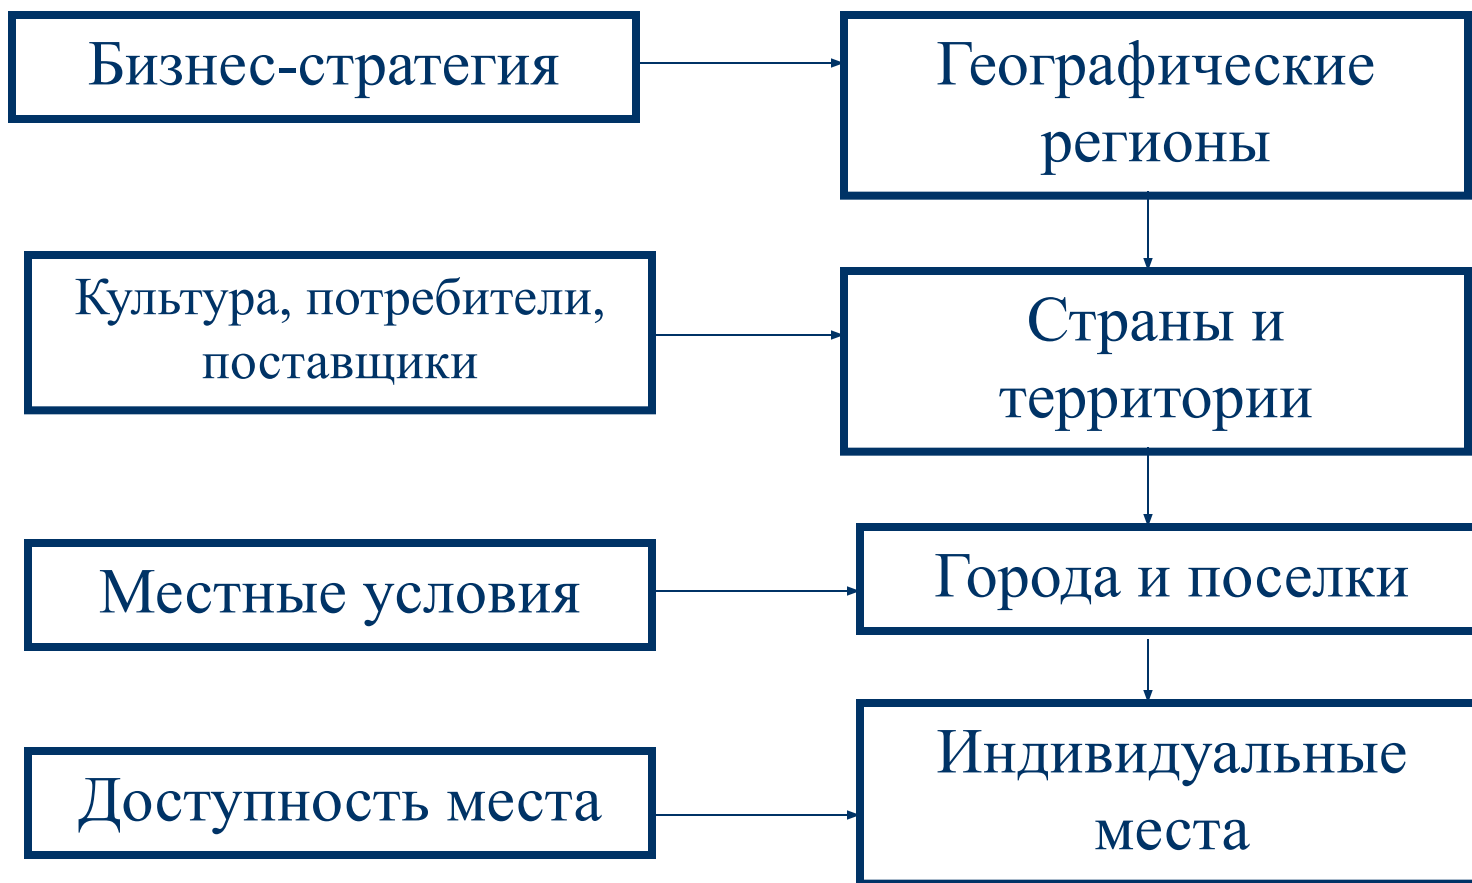 Бизнес-стратегия
Географические
регионы
Культура, потребители,
поставщики
Страны и
территории
Местные условия
Города и поселки
Доступность места
Индивидуальные
места